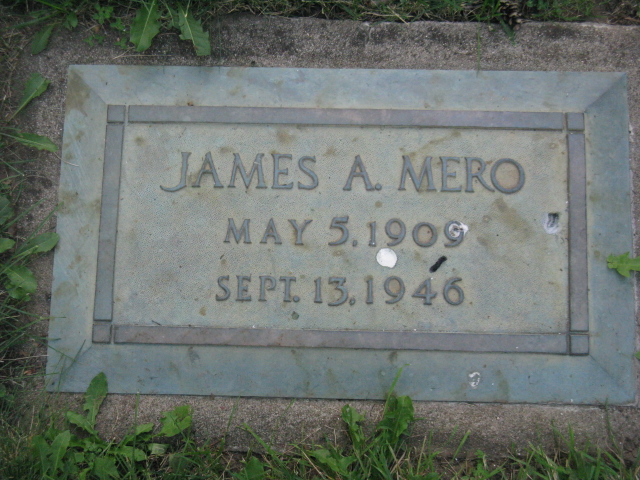 JAMES A. MERO
MAY 5, 1909
SEPT. 13, 1946